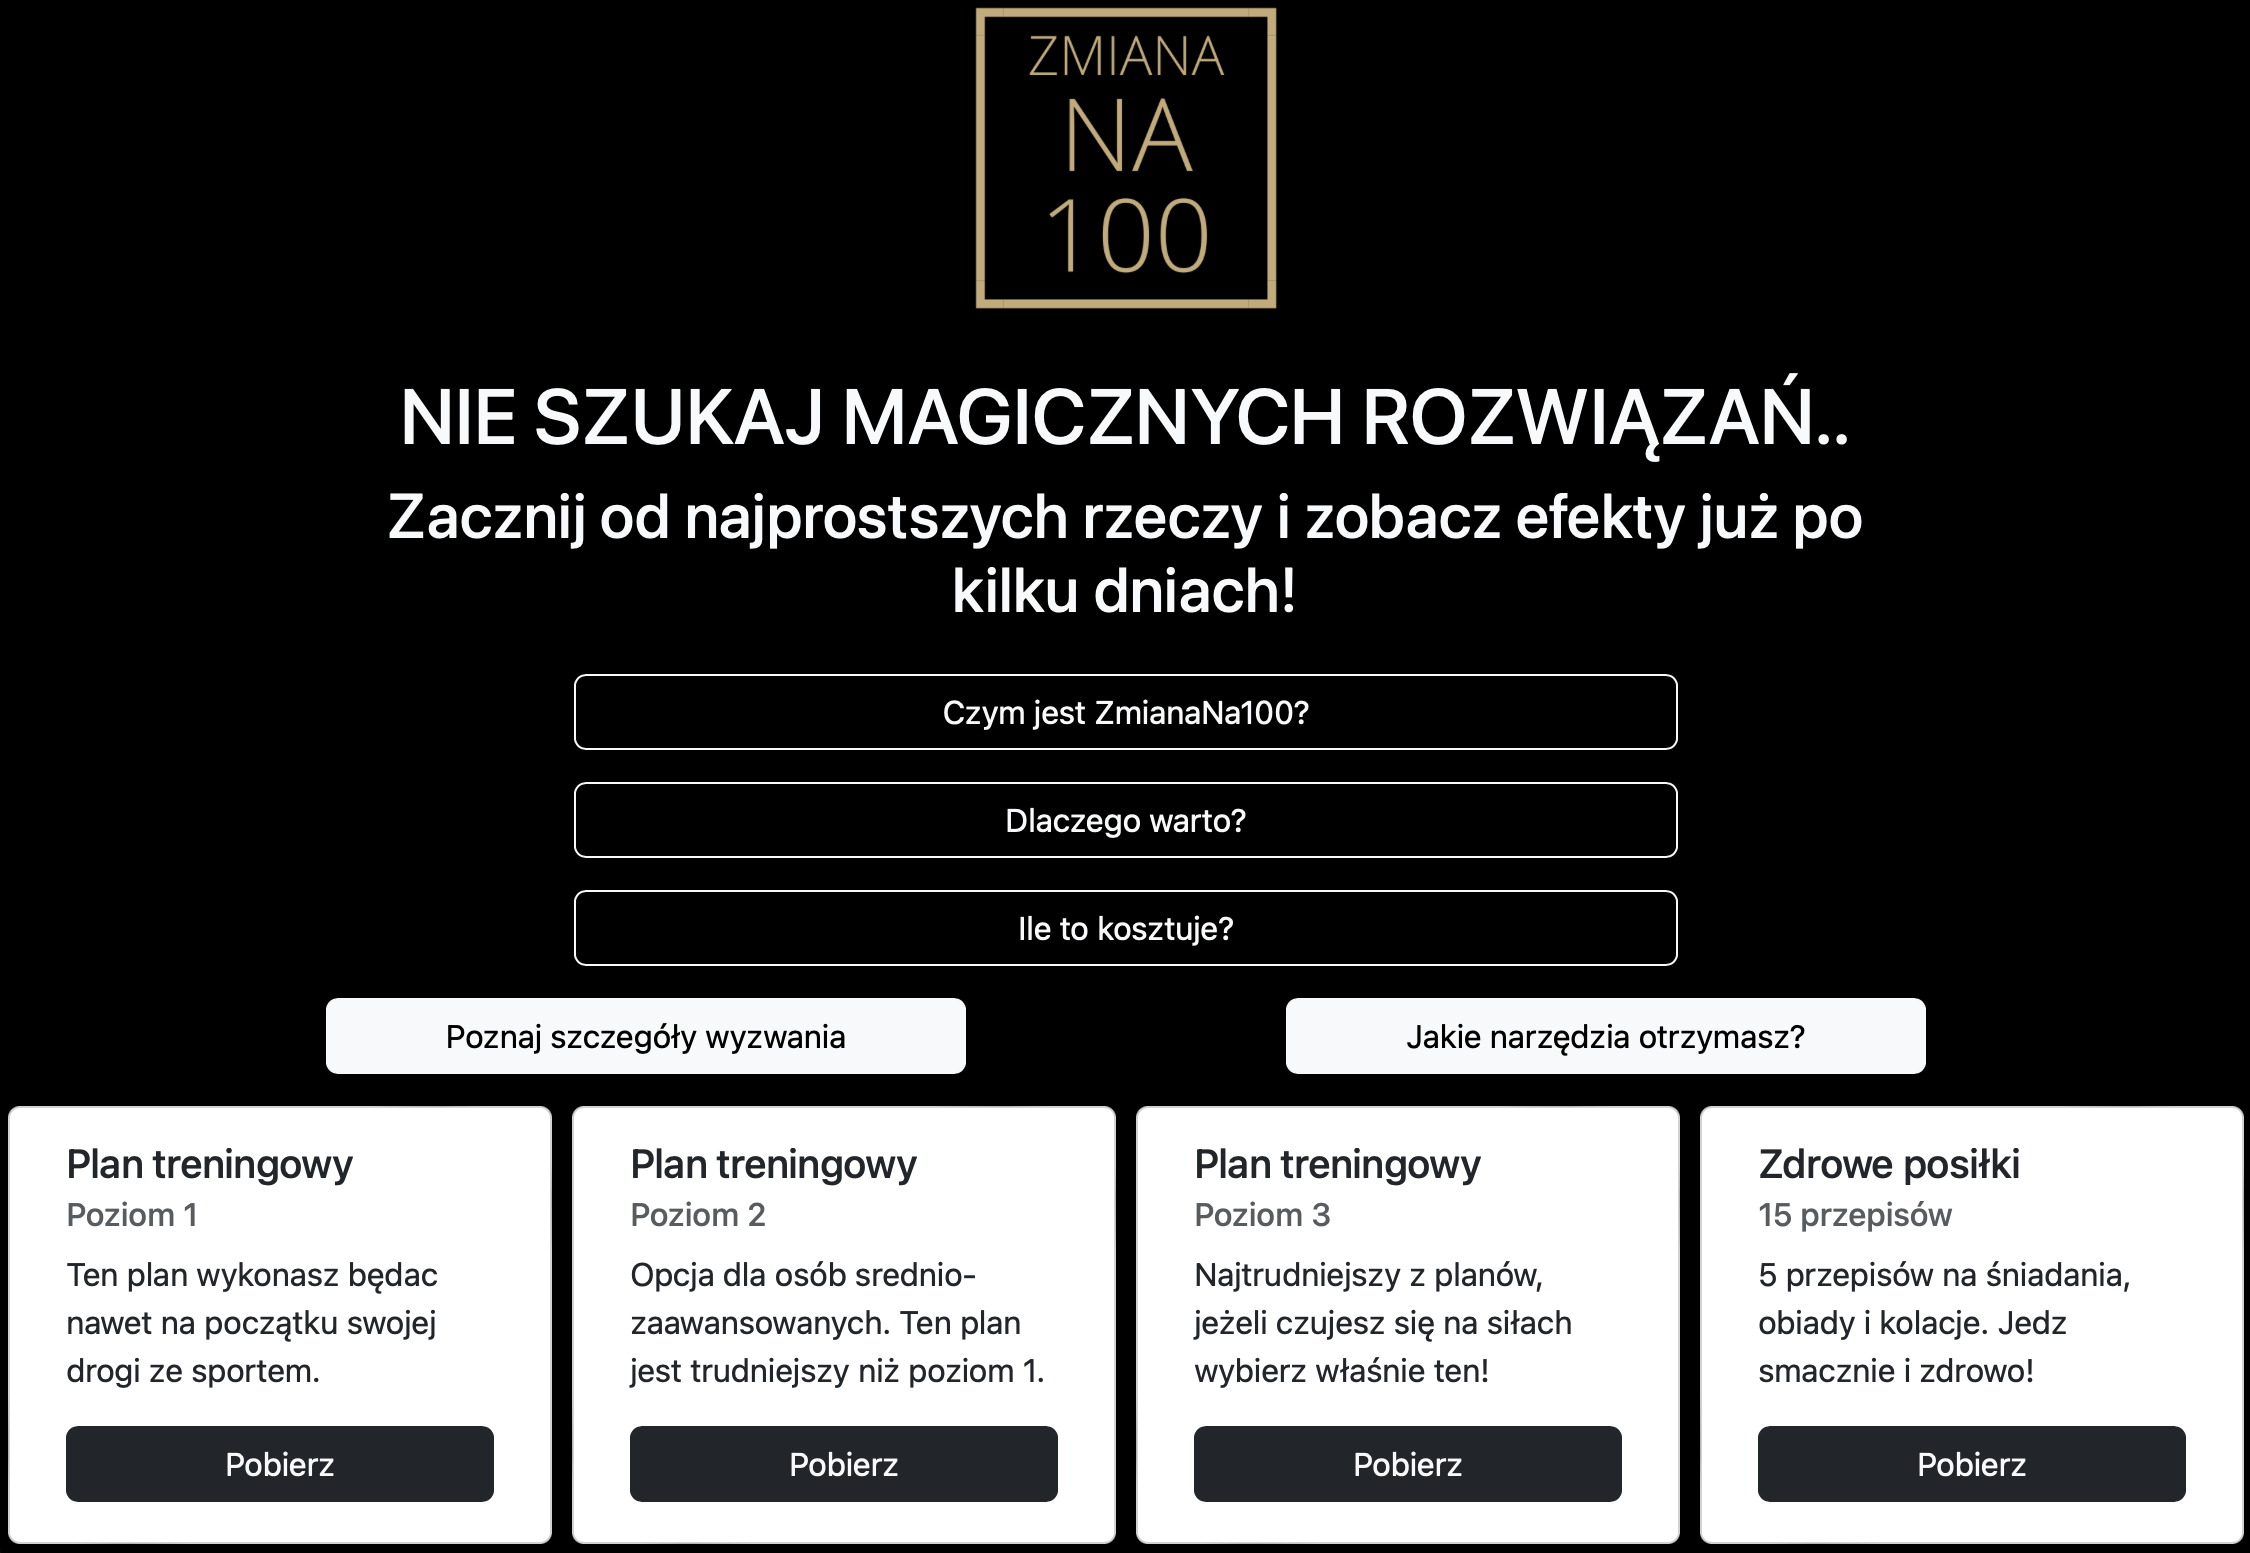 ZMIANA
NA
100
NIE SZUKAJ MAGICZNYCH ROZWIĄZAŃ..
Zacznij od najprostszych rzeczy i zobacz efekty już po
kilku dniach!
Czym jest ZmianaNa100?
Dlaczego warto?
Ile to kosztuje?
Poznaj szczegóły wyzwania
Jakie narzędzia otrzymasz?
Plan treningowy
Poziom 1
Ten plan wykonasz będac
nawet na początku swojej
drogi ze sportem.
Pobierz
Plan treningowy
Poziom 2
Opcja dla osób srednio-
zaawansowanych. Ten plan
jest trudniejszy niż poziom 1.
Pobierz
Plan treningowy
Poziom 3
Najtrudniejszy z planów,
jeżeli czujesz się na siłach
wybierz właśnie ten!
Pobierz
Zdrowe posiłki
15 przepisów
5 przepisów na śniadania,
obiady i kolacje. Jedz
smacznie i zdrowo!
Pobierz